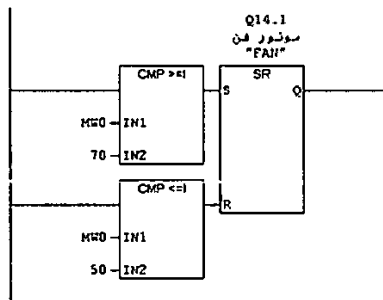 Q14.1
موتور فن
"FAN"
CMP >=I
SR
S
Q
MW0
IN1
70
IN2
CMP <=I
R
MW0
IN1
50
IN2